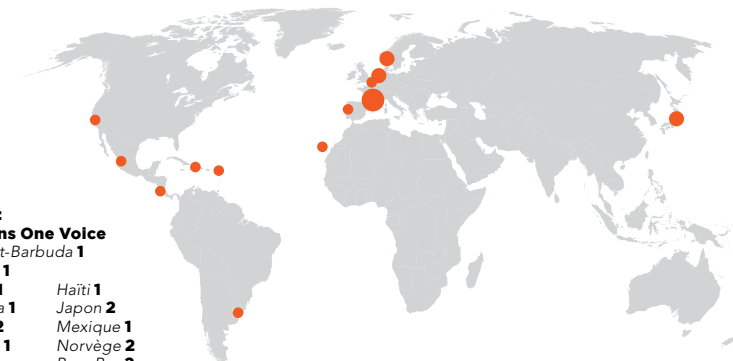 ns One Voice
t-Barbuda 1
1
1 Haïti 1
a 1 Japon 2
2 Mexique 1
1 Norvège 2